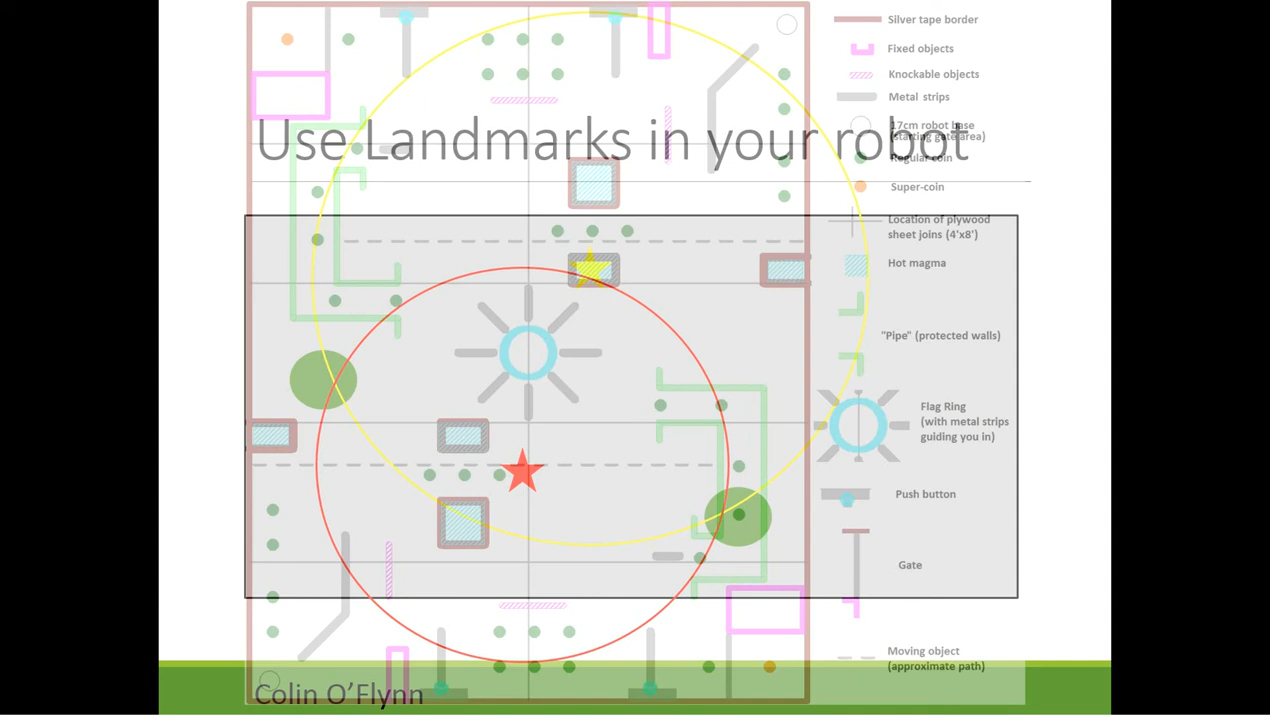 Silver tape border
Fixed objects
Knockable objects
Metal strips
17cm robot base
(starting gate area)
Use Landmarks in your robot
Regular coin
Super-coin
Location of plywood
sheet joins (4'x8')
Hot magma
"Pipe" (protected walls)
Flag Ring
(with metal strips
guiding you in)
Push button
Gate
Moving object
(approximate path)
Colin O'Flynn